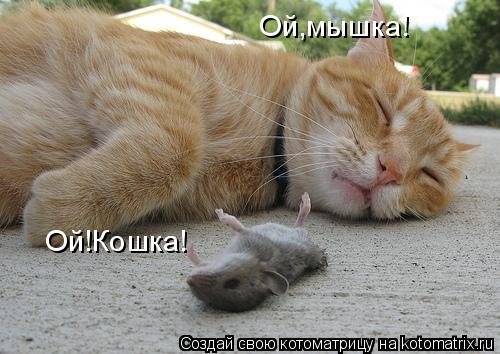 Ой,мышка!
Ой!Кошка!
Создай свою котоматрицу на kotomatrix.ru